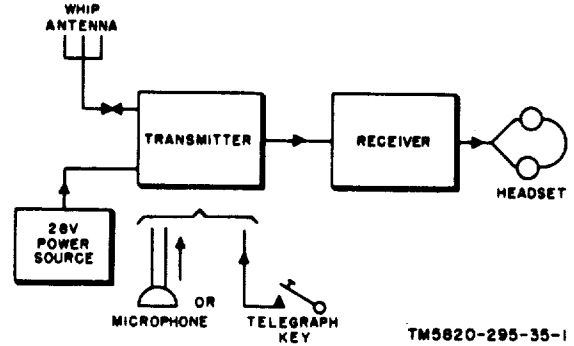 WHIP
ANTENNA
TRANSMITTER
RECEIVER
HEADSET
28V
POWER
SOURCE
OR
MICROPHONE
TELEGRAPH
KEY
TM5820-295-35-1